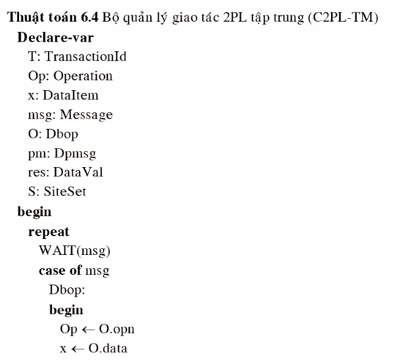 Thuật toán 6.4 Bộ quản lý giao tác 2PL tập trung (C2PL-TM)
Declare-var
T: TransactionId
Op: Operation
x: DataItem
msg: Message
O: Dbop
pm: Dpmsg
res: DataVal
S: SiteSet
begin
repeat
WAIT(msg)
case of msg
Dbop:
begin
Op ← O.opn
x ← O.data